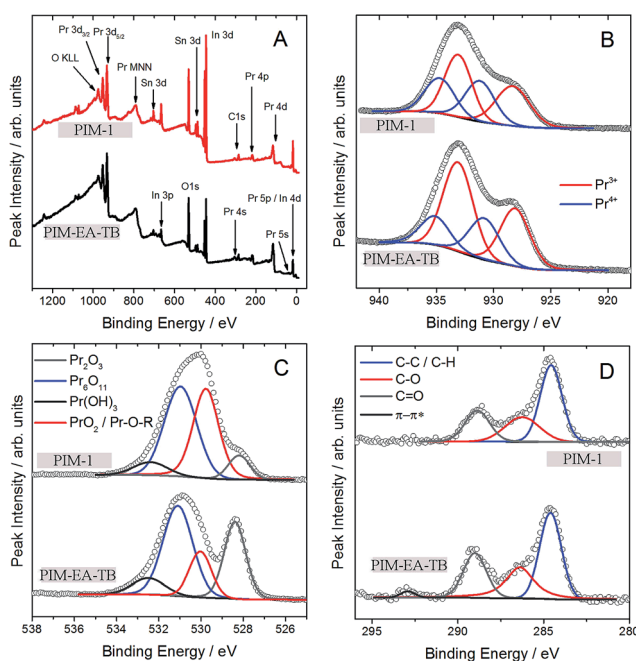 A
Pr 3d3/2
Pr 3d5/2
O KLL
Pr MNN
Sn 3d
Sn 3d
In 3d
Pr 4p
C1s
Pr 4d
PIM-1
In 3p
O1s
Pr 4s
Pr 5p / In 4d
Pr 5s
PIM-EA-TB
Peak Intensity / arb. units
1200 1000 800 600 400 200 0
Binding Energy / eV
B
PIM-1
Pr3+
Pr4+
PIM-EA-TB
Peak Intensity / arb. units
940 935 930 925 920
Binding Energy / eV
C
Pr2O3
Pr6O11
Pr(OH)3
PrO2 / Pr-O-R
PIM-1
PIM-EA-TB
Peak Intensity / arb. units
538 536 534 532 530 528 526
Binding Energy / eV
D
C-C / C-H
C-O
C=O
π–π*
PIM-1
PIM-EA-TB
Peak Intensity / arb. units
295 290 285 280
Binding Energy / eV